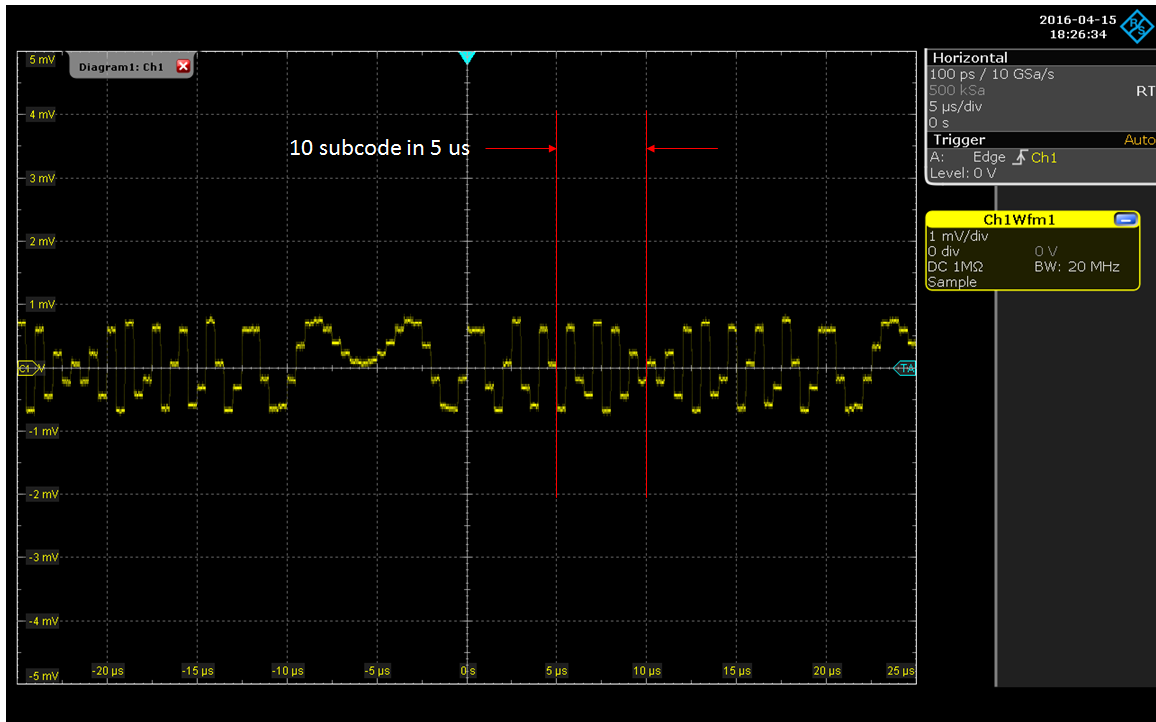 2016-04-15
18:26:34
R&S
Diagram1: Ch1
Horizontal
100 ps / 10 GSa/s
500 kSa
RT
5 µs/div
0 s
Trigger
Auto
A: Edge Ch1
Level: 0 V
Ch1Wfm1
1 mV/div
0 div 0 V
DC 1MΩ BW: 20 MHz
Sample
10 subcode in 5 us
5 mV
4 mV
3 mV
2 mV
1 mV
C1 V
TA
-1 mV
-2 mV
-3 mV
-4 mV
-5 mV
-20 µs
-15 µs
-10 µs
-5 µs
0 s
5 µs
10 µs
15 µs
20 µs
25 µs